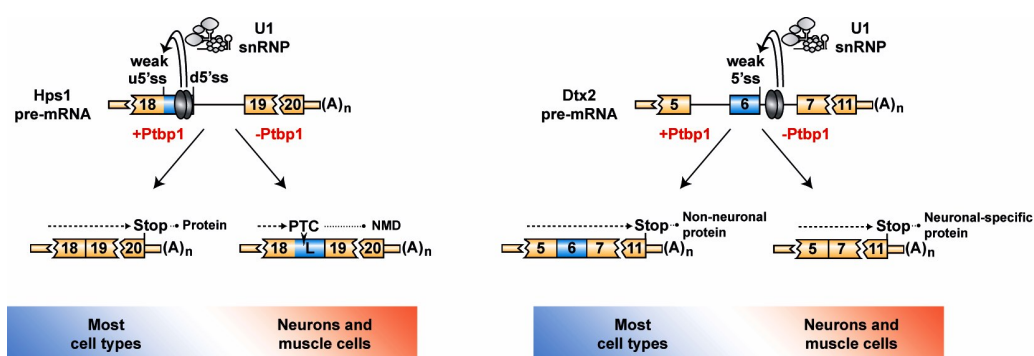 U1
snRNP
weak
u5'ss
d5'ss
Hps1
pre-mRNA
18
19
20
(A)n
+Ptbp1
-Ptbp1
Stop
Protein
18
19
20
(A)n
PTC
NMD
18
L
19
20
(A)n
Most
cell types
Neurons and
muscle cells
U1
snRNP
weak
5'ss
Dtx2
pre-mRNA
5
6
7
11
(A)n
+Ptbp1
-Ptbp1
Stop
Non-neuronal
protein
5
6
7
11
(A)n
Stop
Neuronal-specific
protein
5
7
11
(A)n
Most
cell types
Neurons and
muscle cells